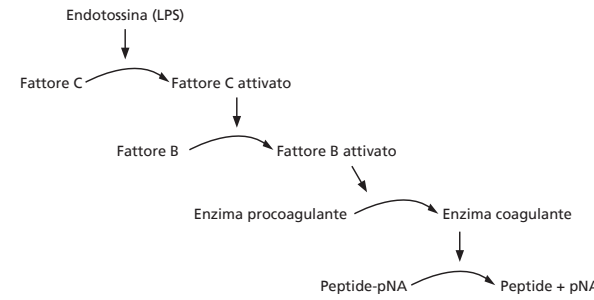 Endotossina (LPS)
Fattore C
Fattore C attivato
Fattore B
Fattore B attivato
Enzima procoagulante
Enzima coagulante
Peptide-pNA
Peptide + pNA